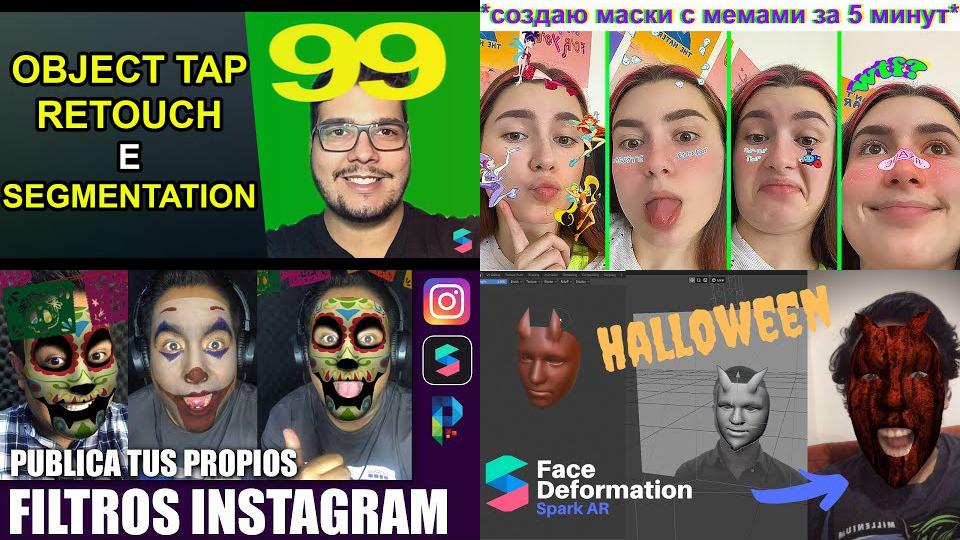 OBJECT TAP
RETOUCH
E
SEGMENTATION
99
*создаю маски с мемами за 5 минут*
wtf?
PUBLICA TUS PROPIOS
FILTROS INSTAGRAM
HALLOWEEN
Face
Deformation
Spark AR